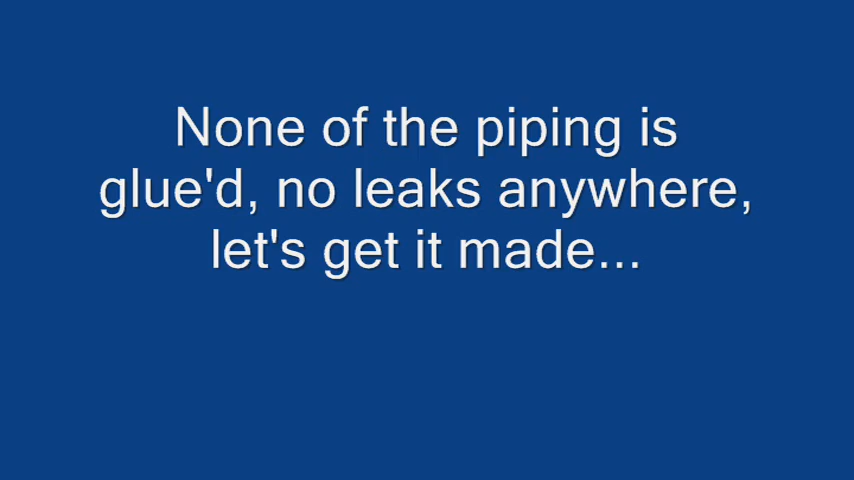 None of the piping is
glue'd, no leaks anywhere,
let's get it made...